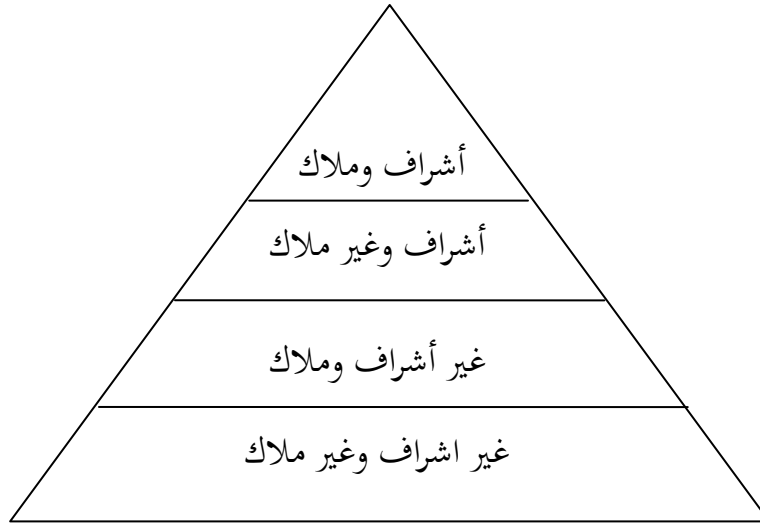 أشراف وملاك
أشراف وغير ملاك
غير أشراف وملاك
غير اشراف وغير ملاك